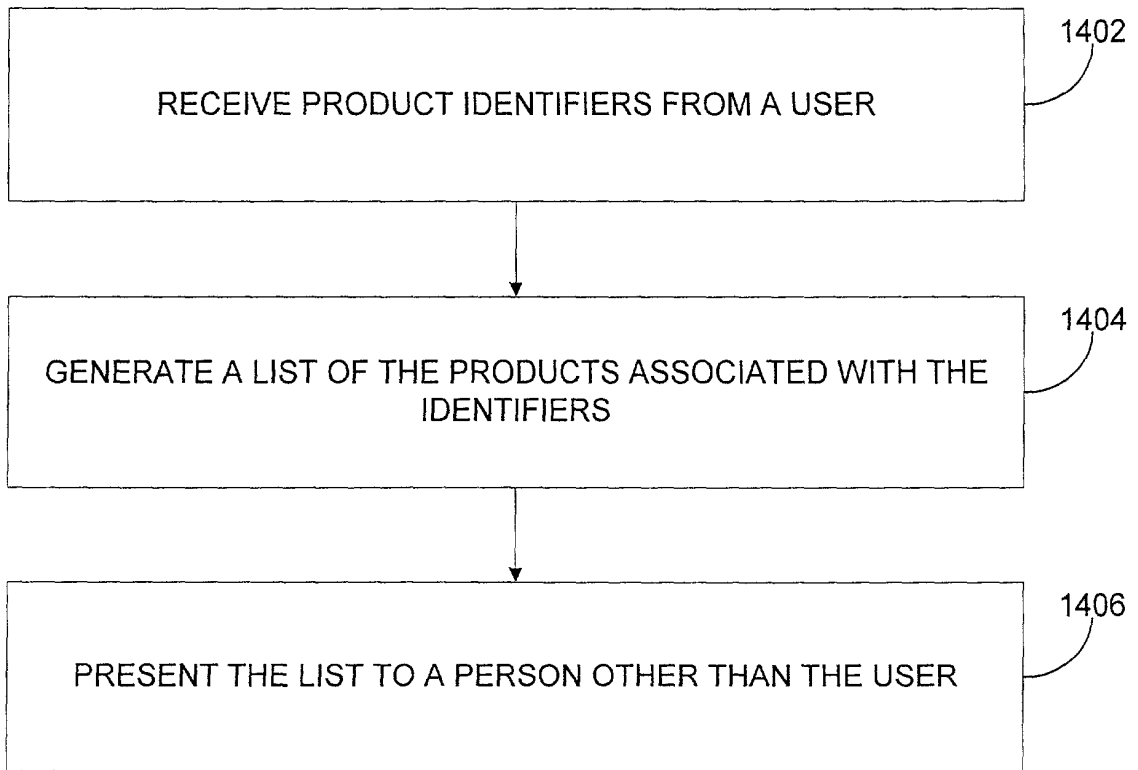 1402
RECEIVE PRODUCT IDENTIFIERS FROM A USER
1404
GENERATE A LIST OF THE PRODUCTS ASSOCIATED WITH THE
IDENTIFIERS
1406
PRESENT THE LIST TO A PERSON OTHER THAN THE USER